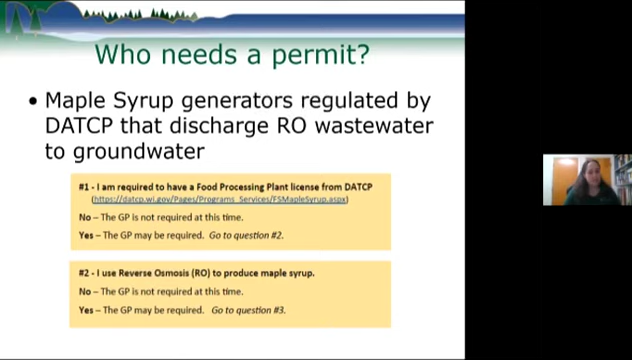 Who needs a permit?
• Maple Syrup generators regulated by
DATCP that discharge RO wastewater
to groundwater
#1 - I am required to have a Food Processing Plant license from DATCP
(https://datcp.wi.gov/Pages/Programs_Services/FSMapleSyrup.aspx)
No – The GP is not required at this time.
Yes – The GP may be required. Go to question #2.
#2 - I use Reverse Osmosis (RO) to produce maple syrup.
No – The GP is not required at this time.
Yes – The GP may be required. Go to question #3.